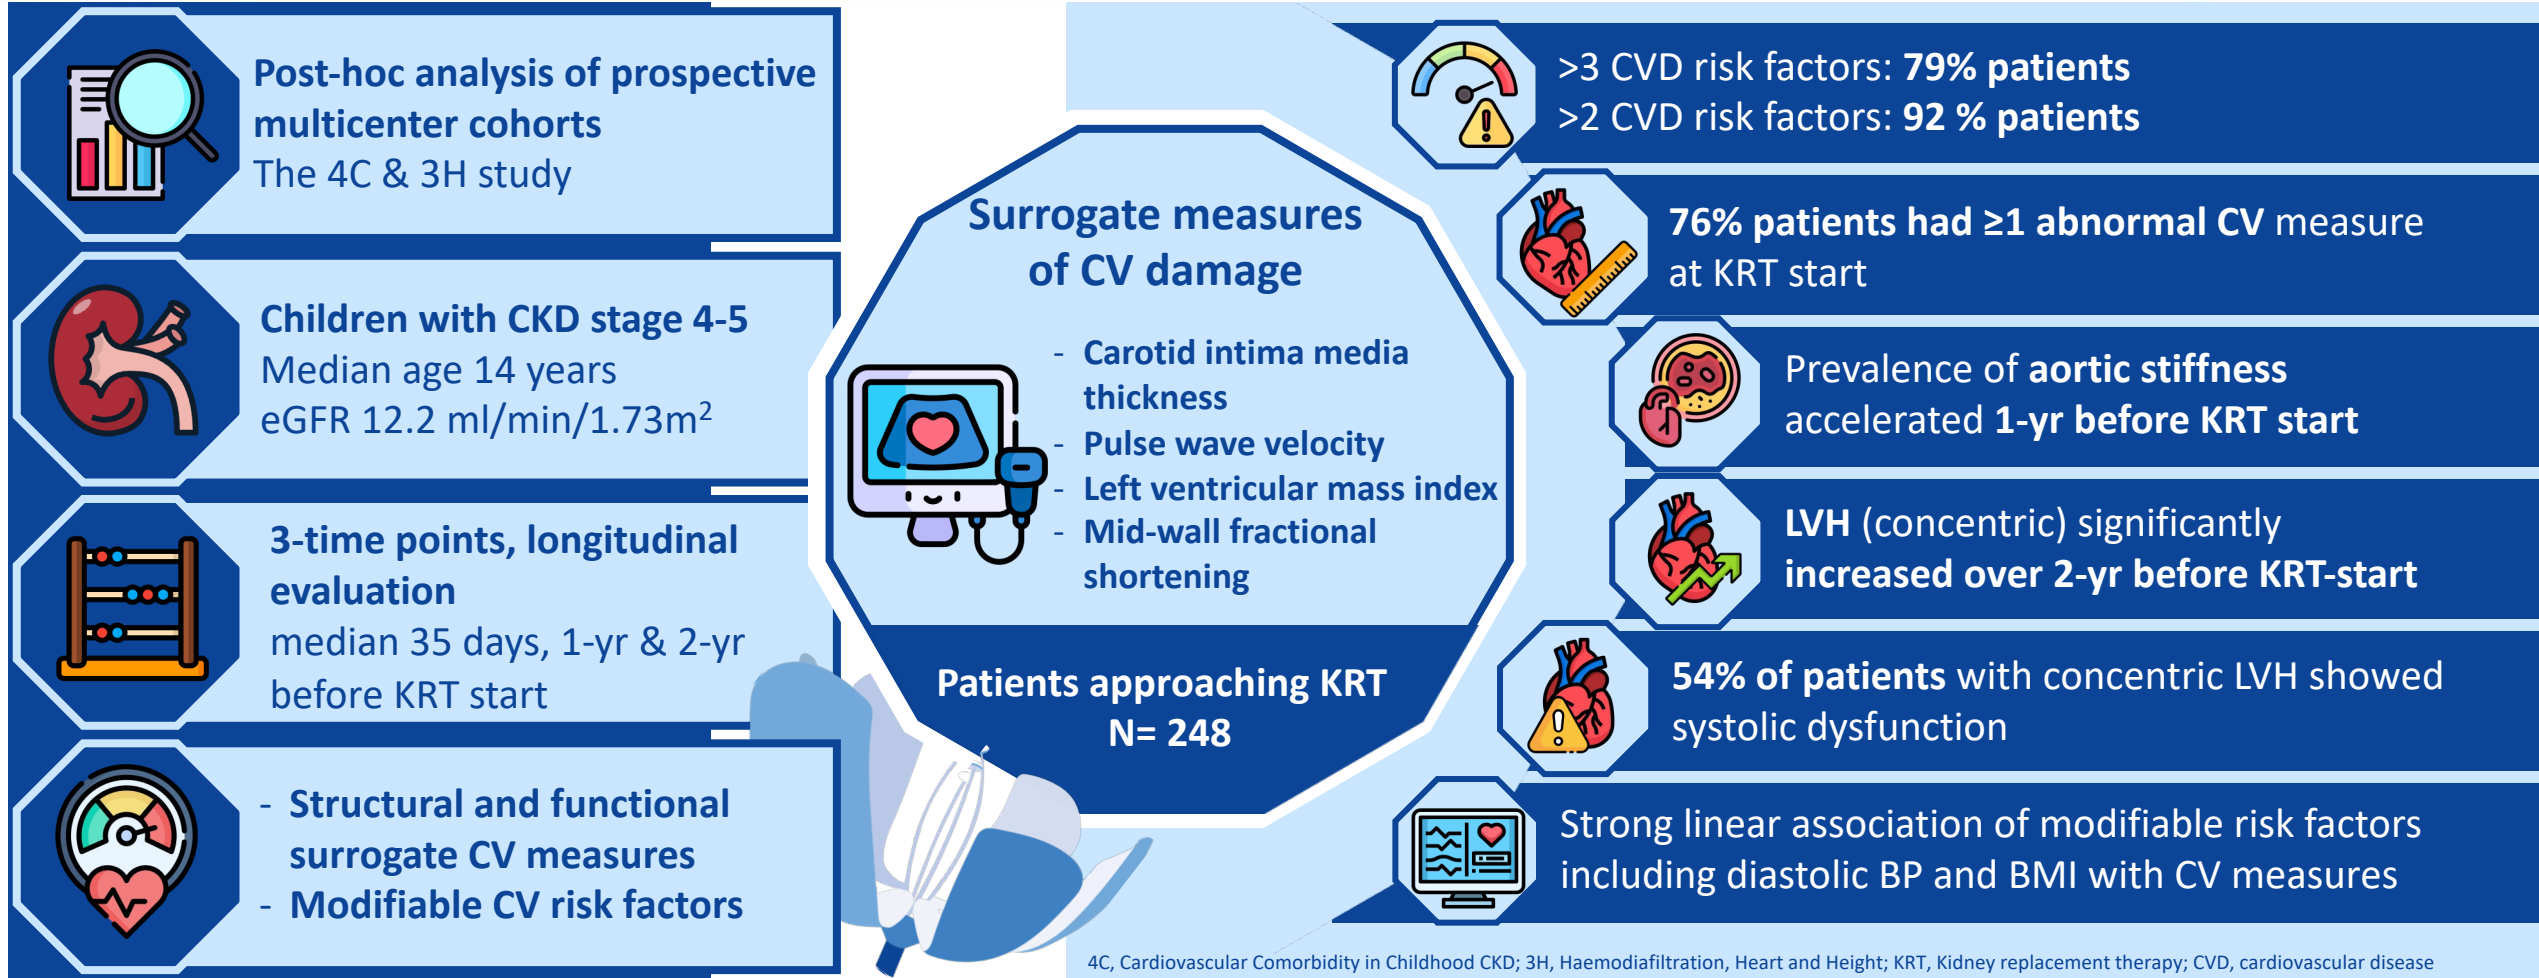 Post-hoc analysis of prospective
multicenter cohorts
The 4C & 3H study
Children with CKD stage 4-5
Median age 14 years
eGFR 12.2 ml/min/1.73m²
3-time points, longitudinal
evaluation
median 35 days, 1-yr & 2-yr
before KRT start
- Structural and functional
surrogate CV measures
- Modifiable CV risk factors
Surrogate measures
of CV damage
- Carotid intima media
thickness
- Pulse wave velocity
- Left ventricular mass index
- Mid-wall fractional
shortening
Patients approaching KRT
N= 248
>3 CVD risk factors: 79% patients
>2 CVD risk factors: 92 % patients
76% patients had ≥1 abnormal CV measure
at KRT start
Prevalence of aortic stiffness
accelerated 1-yr before KRT start
LVH (concentric) significantly
increased over 2-yr before KRT-start
54% of patients with concentric LVH showed
systolic dysfunction
Strong linear association of modifiable risk factors
including diastolic BP and BMI with CV measures
4C, Cardiovascular Comorbidity in Childhood CKD; 3H, Haemodiafiltration, Heart and Height; KRT, Kidney replacement therapy; CVD, cardiovascular disease